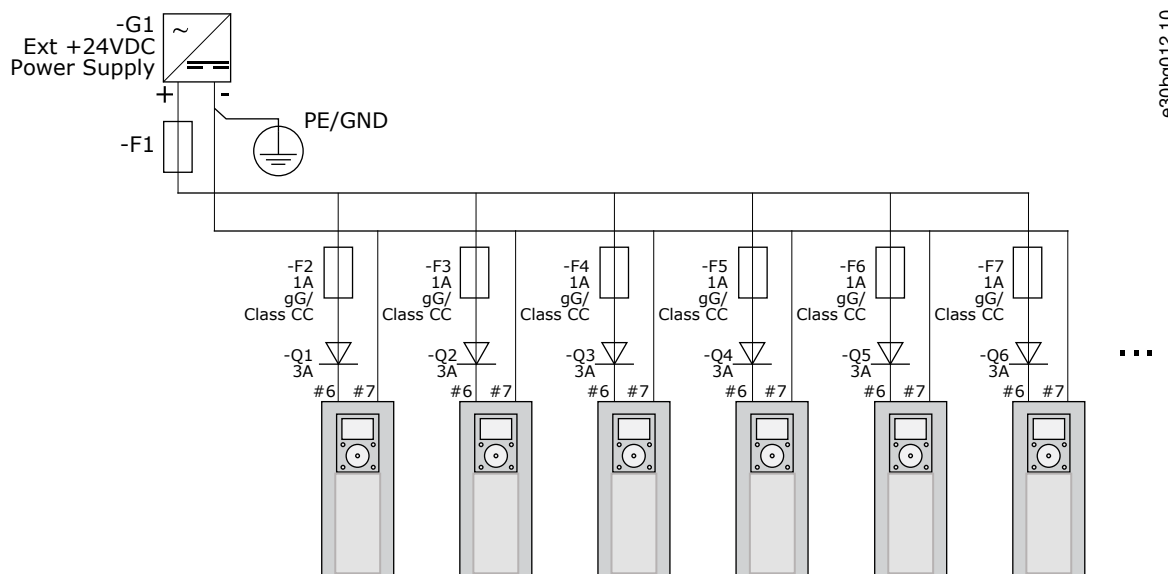 -G1
Ext +24VDC
Power Supply
+ -
PE/GND
-F1
e30bg012.10
-F2
1A
gG/
Class CC
-F3
1A
gG/
Class CC
-F4
1A
gG/
Class CC
-F5
1A
gG/
Class CC
-F6
1A
gG/
Class CC
-F7
1A
gG/
Class CC
-Q1
3A
-Q2
3A
-Q3
3A
-Q4
3A
-Q5
3A
-Q6
3A
...
#6 #7
#6 #7
#6 #7
#6 #7
#6 #7
#6 #7